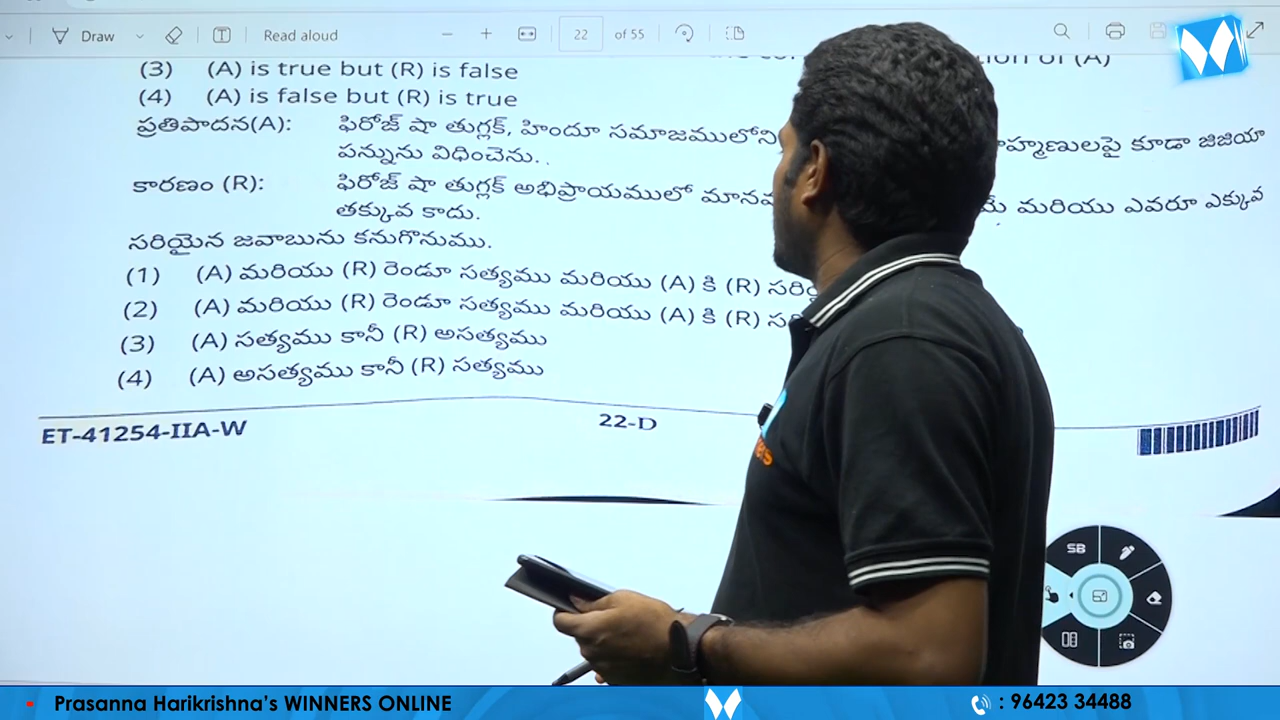 Draw
Read aloud
22
of 55
(3) (A) is true but (R) is false
(4) (A) is false but (R) is true
ప్రతిపాదన(A): ఫిరోజ్ షా తుగ్లక్, హిందూ సమాజములోని కూడా జిజియా
పన్నును విధించెను.
కారణం (R): ఫిరోజ్ షా తుగ్లక్ అభిప్రాయములో మరియు ఎవరూ ఎక్కువ
తక్కువ కాదు.
సరియైన జవాబును కనుగొనుము.
(1) (A) మరియు (R) రెండూ సత్యము మరియు (A) కి (R)
(2) (A) మరియు (R) రెండూ సత్యము మరియు (A) కి (R)
(3) (A) సత్యము కానీ (R) అసత్యము
(4) (A) అసత్యము కానీ (R) సత్యము
ET-41254-IIA-W
22-D
SB
Prasanna Harikrishna's WINNERS ONLINE
: 96423 34488